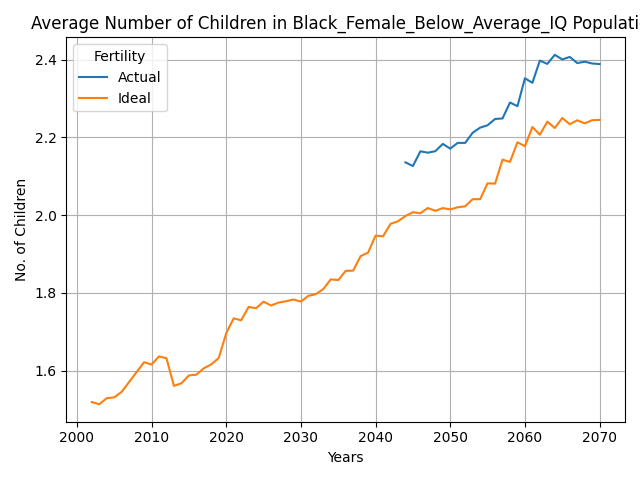 Average Number of Children in Black_Female_Below_Average_IQ Populati
Fertility
Actual
Ideal
No. of Children
2.4
2.2
2.0
1.8
1.6
2000 2010 2020 2030 2040 2050 2060 2070
Years